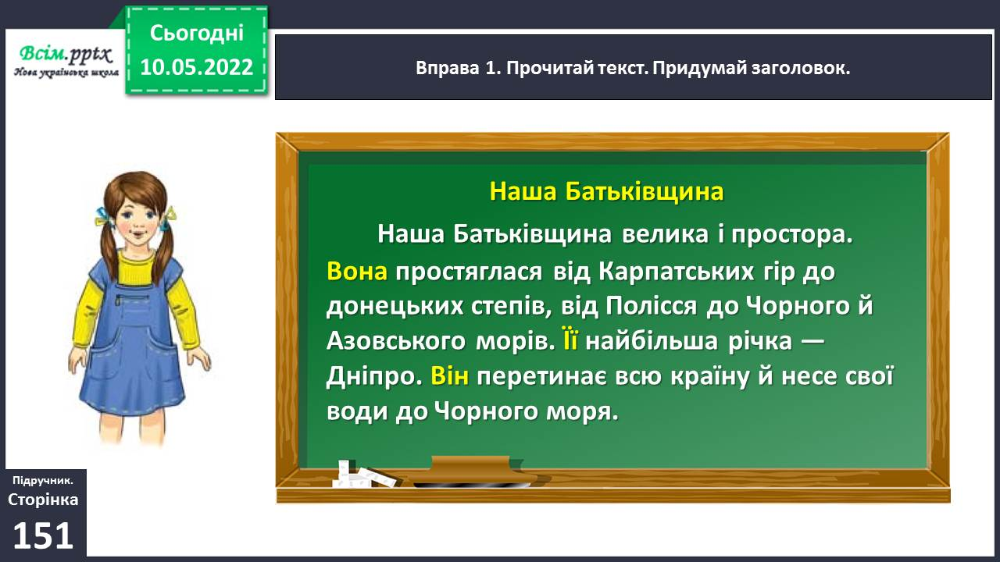 Сьогодні
10.05.2022
Всім.pptx
Нова українська школа
Вправа 1. Прочитай текст. Придумай заголовок.
Наша Батьківщина
Наша Батьківщина велика і простора.
Вона простяглася від Карпатських гір до
донецьких степів, від Полісся до Чорного й
Азовського морів. Її найбільша річка —
Дніпро. Він перетинає всю країну й несе свої
води до Чорного моря.
Підручник.
Сторінка
151